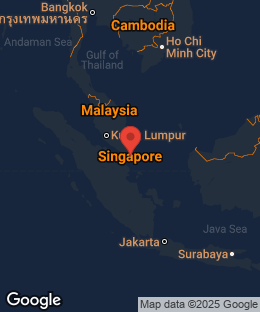 Bangkok
กรุงเทพมหานคร
Cambodia
Andaman Sea
Ho Chi
Minh City
Gulf of
Thailand
Malaysia
Lumpur
Singapore
Java Sea
Jakarta
Surabaya
Google
Map data ©2025 Google